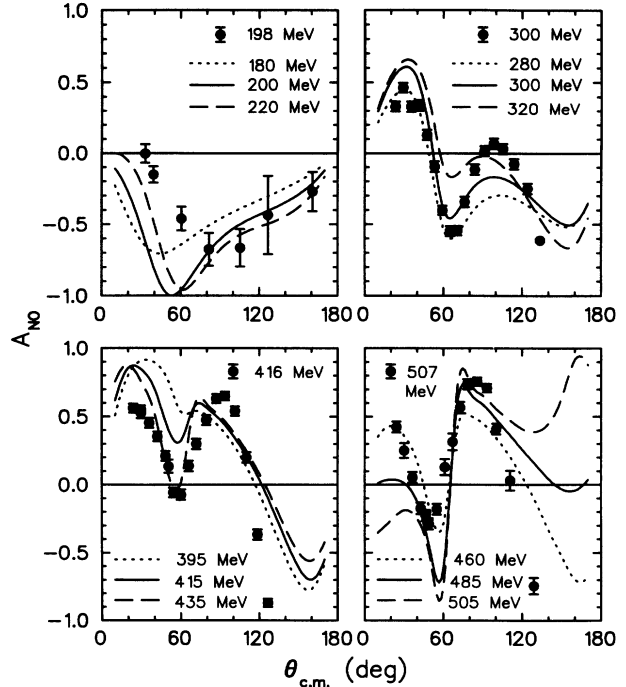 1.0
0.5
0.0
-0.5
-1.0
198 MeV
180 MeV
200 MeV
220 MeV
0 60 120 180
300 MeV
280 MeV
300 MeV
320 MeV
0 60 120 180
A_NO
1.0
0.5
0.0
-0.5
-1.0
416 MeV
395 MeV
415 MeV
435 MeV
0 60 120 180
507
MeV
460 MeV
485 MeV
505 MeV
0 60 120 180
θ_c.m. (deg)